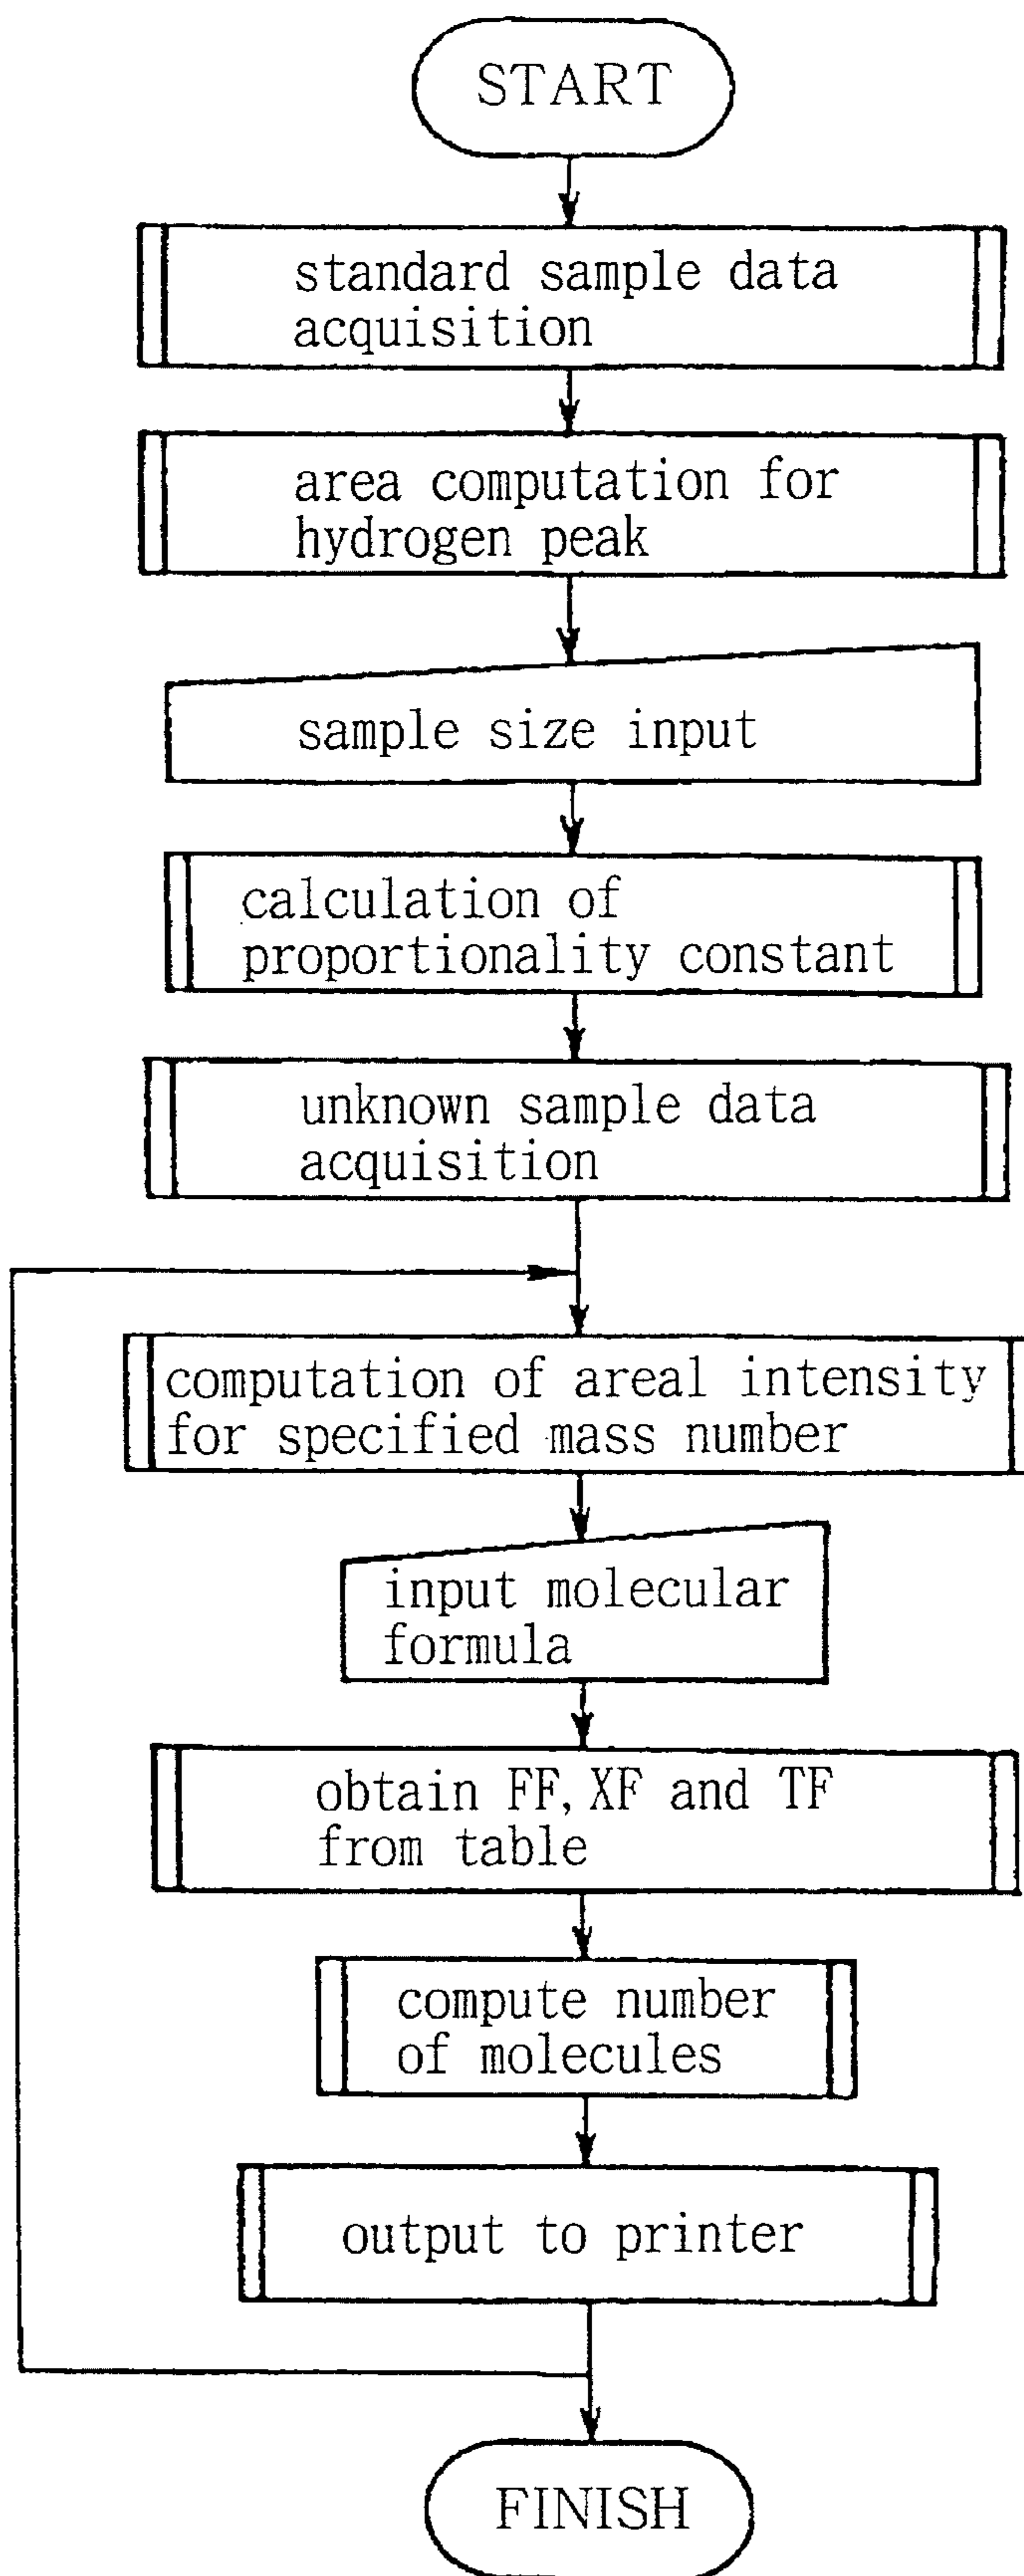 START
standard sample data
acquisition
area computation for
hydrogen peak
sample size input
calculation of
proportionality constant
unknown sample data
acquisition
computation of areal intensity
for specified mass number
input molecular
formula
obtain FF, XF and TF
from table
compute number
of molecules
output to printer
FINISH